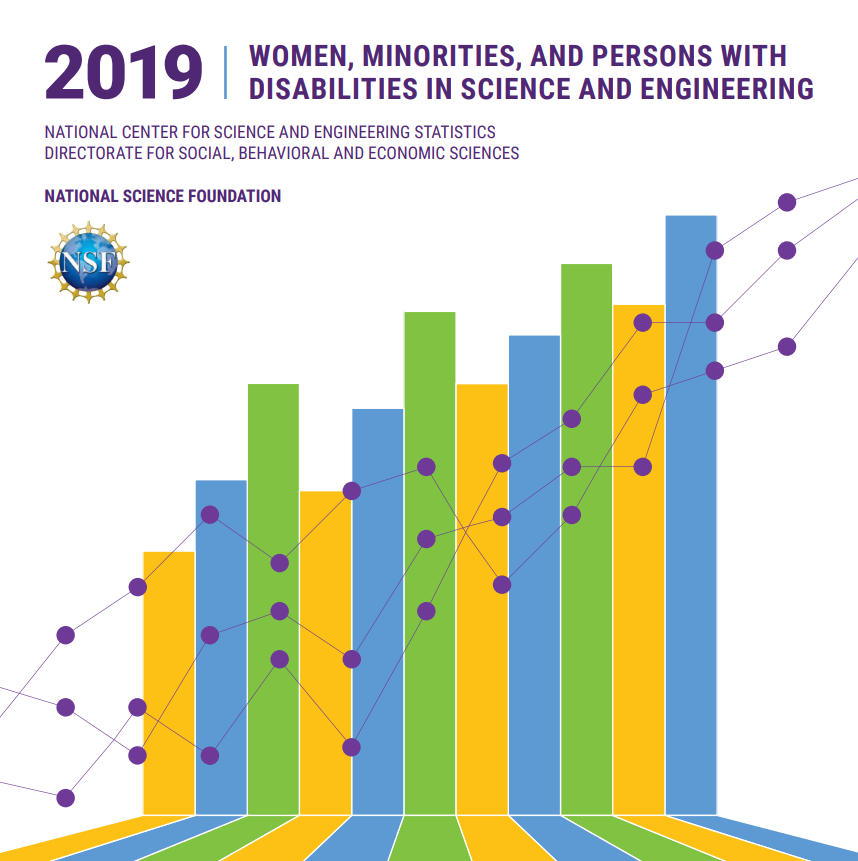 2019
WOMEN, MINORITIES, AND PERSONS WITH
DISABILITIES IN SCIENCE AND ENGINEERING
NATIONAL CENTER FOR SCIENCE AND ENGINEERING STATISTICS
DIRECTORATE FOR SOCIAL, BEHAVIORAL AND ECONOMIC SCIENCES
NATIONAL SCIENCE FOUNDATION
NSF